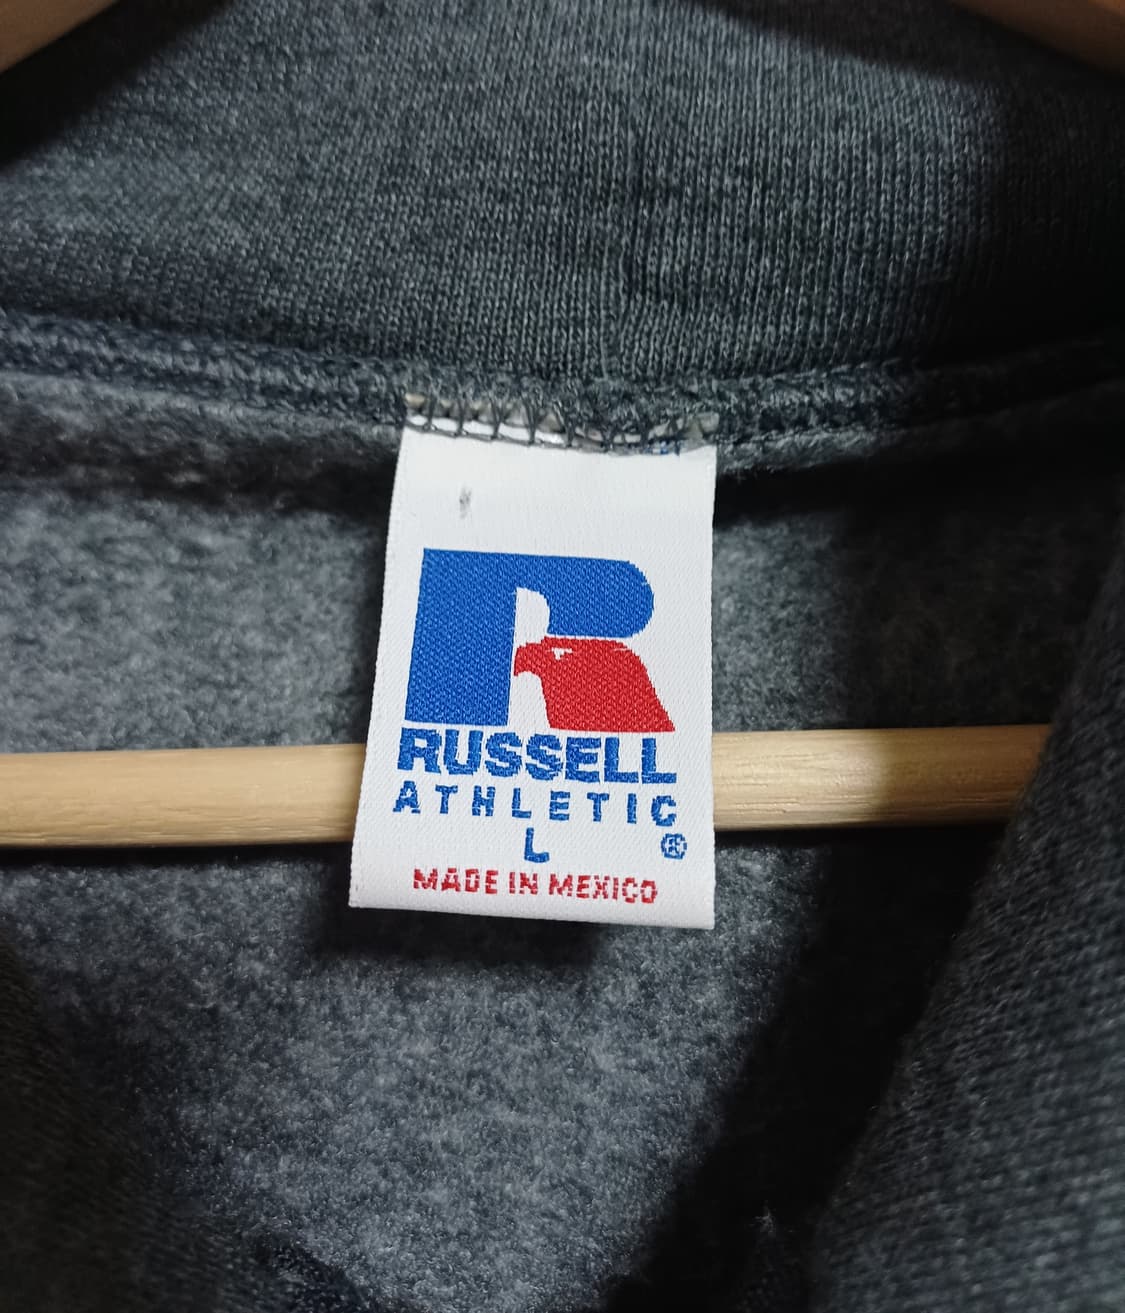 RUSSELL
ATHLETIC
L ®
MADE IN MEXICO